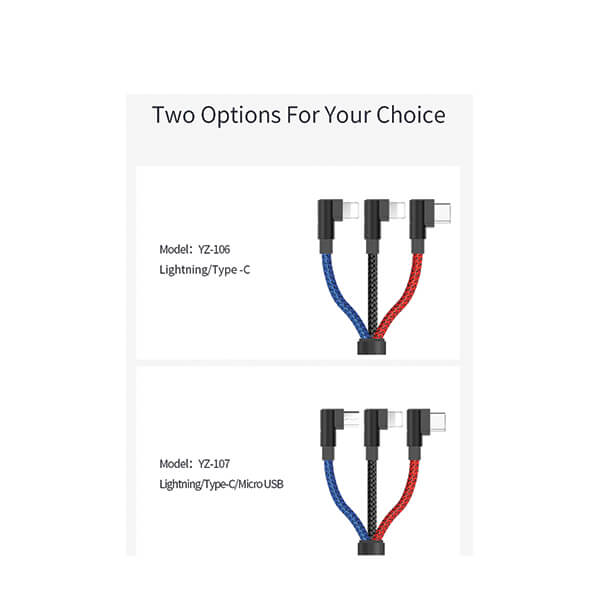 Two Options For Your Choice
Model： YZ-106
Lightning/Type -C
Model： YZ-107
Lightning/Type-C/Micro USB